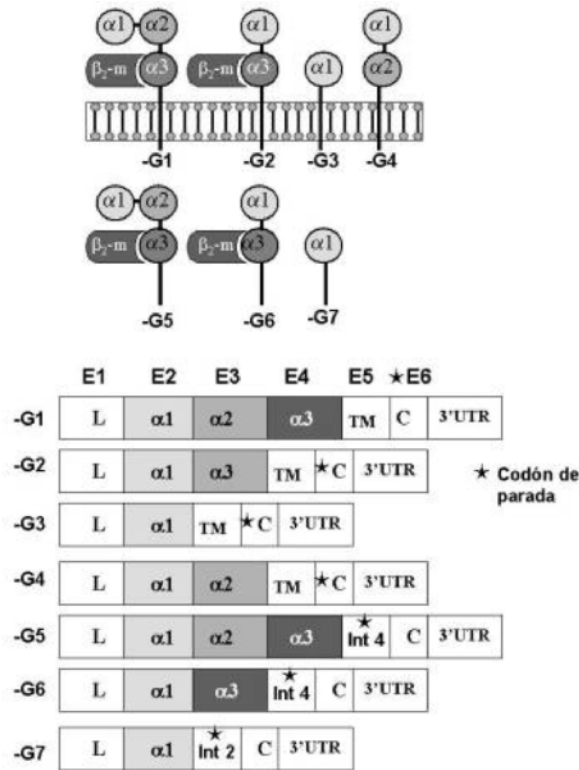 α1 α2 α1 α1
β₂-m α3 β₂-m α3 α1 α2
-G1 -G2 -G3 -G4
α1 α2 α1
β₂-m α3 β₂-m α3 α1
-G5 -G6 -G7
E1 E2 E3 E4 E5 ★E6
-G1 L α1 α2 α3 TM C 3'UTR
-G2 L α1 α3 TM ★C 3'UTR
★ Codón de
parada
-G3 L α1 TM ★C 3'UTR
-G4 L α1 α2 TM ★C 3'UTR
-G5 L α1 α2 α3 ★ Int 4 C 3'UTR
-G6 L α1 α3 ★ Int 4 C 3'UTR
-G7 L α1 ★ Int 2 C 3'UTR